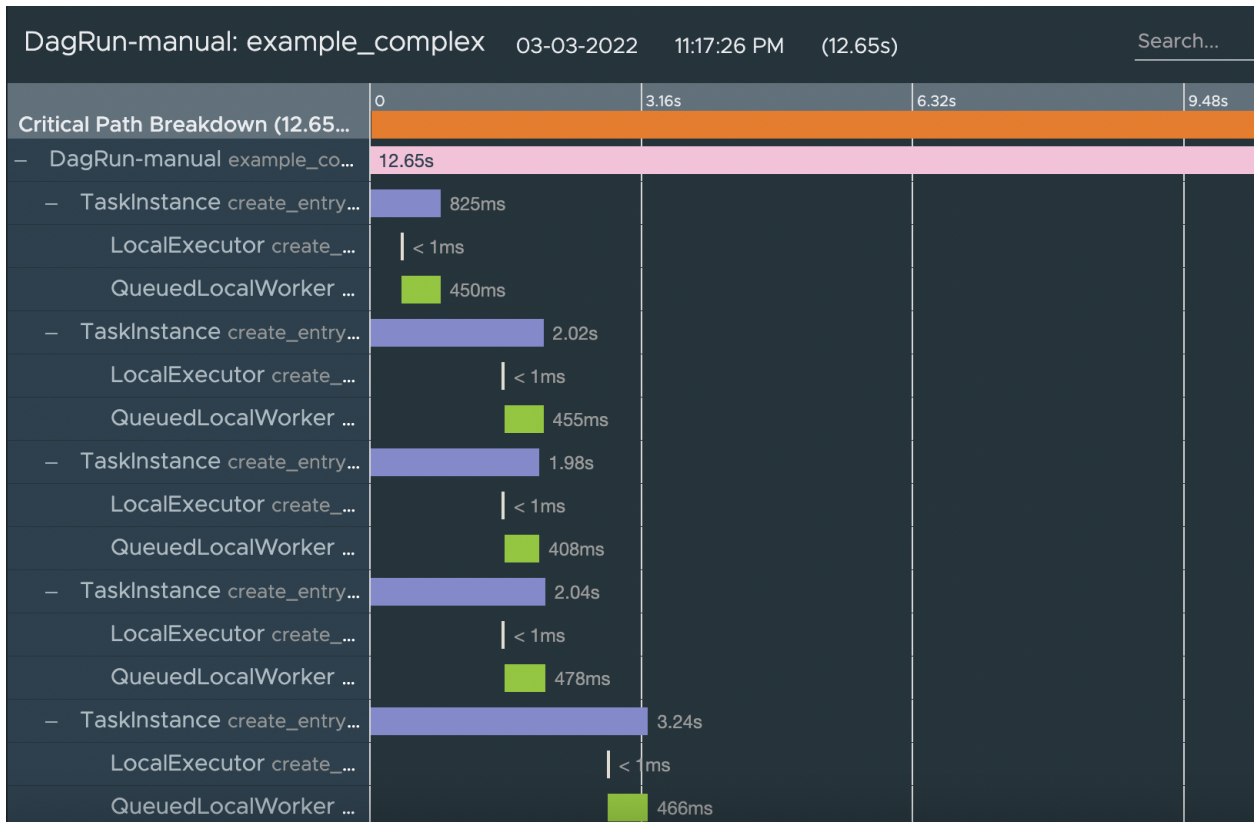 DagRun-manual: example_complex 03-03-2022 11:17:26 PM (12.65s) Search...
0 3.16s 6.32s 9.48s
Critical Path Breakdown (12.65...
– DagRun-manual example_co... 12.65s
– TaskInstance create_entry... 825ms
LocalExecutor create_... < 1ms
QueuedLocalWorker ... 450ms
– TaskInstance create_entry... 2.02s
LocalExecutor create_... < 1ms
QueuedLocalWorker ... 455ms
– TaskInstance create_entry... 1.98s
LocalExecutor create_... < 1ms
QueuedLocalWorker ... 408ms
– TaskInstance create_entry... 2.04s
LocalExecutor create_... < 1ms
QueuedLocalWorker ... 478ms
– TaskInstance create_entry... 3.24s
LocalExecutor create_... < 1ms
QueuedLocalWorker ... 466ms